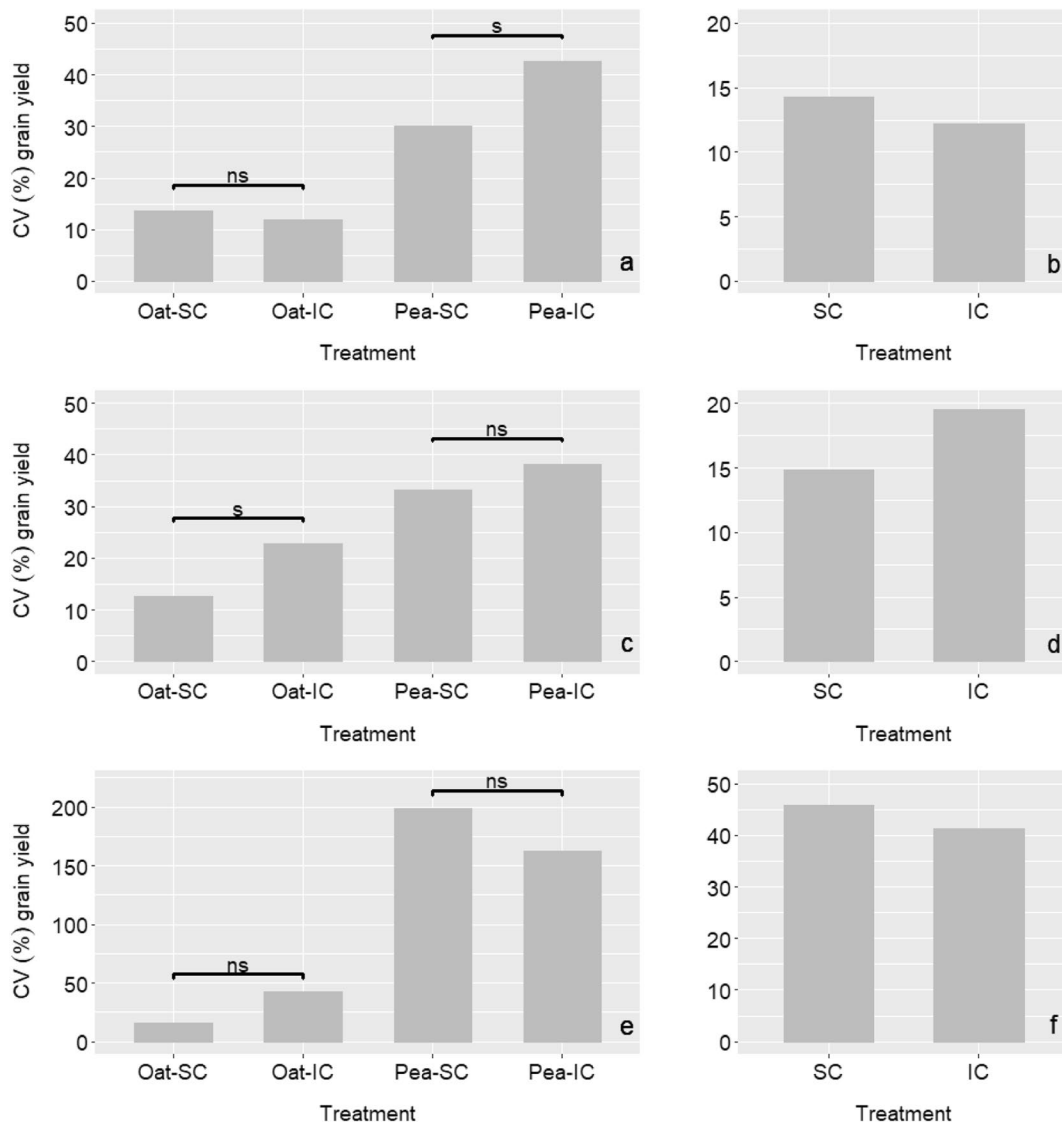 CV (%) grain yield
50
40
30
20
10
0
s
ns
a
Oat-SC Oat-IC Pea-SC Pea-IC
Treatment
20
15
10
5
0
b
SC IC
Treatment
CV (%) grain yield
50
40
30
20
10
0
ns
s
c
Oat-SC Oat-IC Pea-SC Pea-IC
Treatment
20
15
10
5
0
d
SC IC
Treatment
CV (%) grain yield
200
150
100
50
0
ns
ns
e
Oat-SC Oat-IC Pea-SC Pea-IC
Treatment
50
40
30
20
10
0
f
SC IC
Treatment